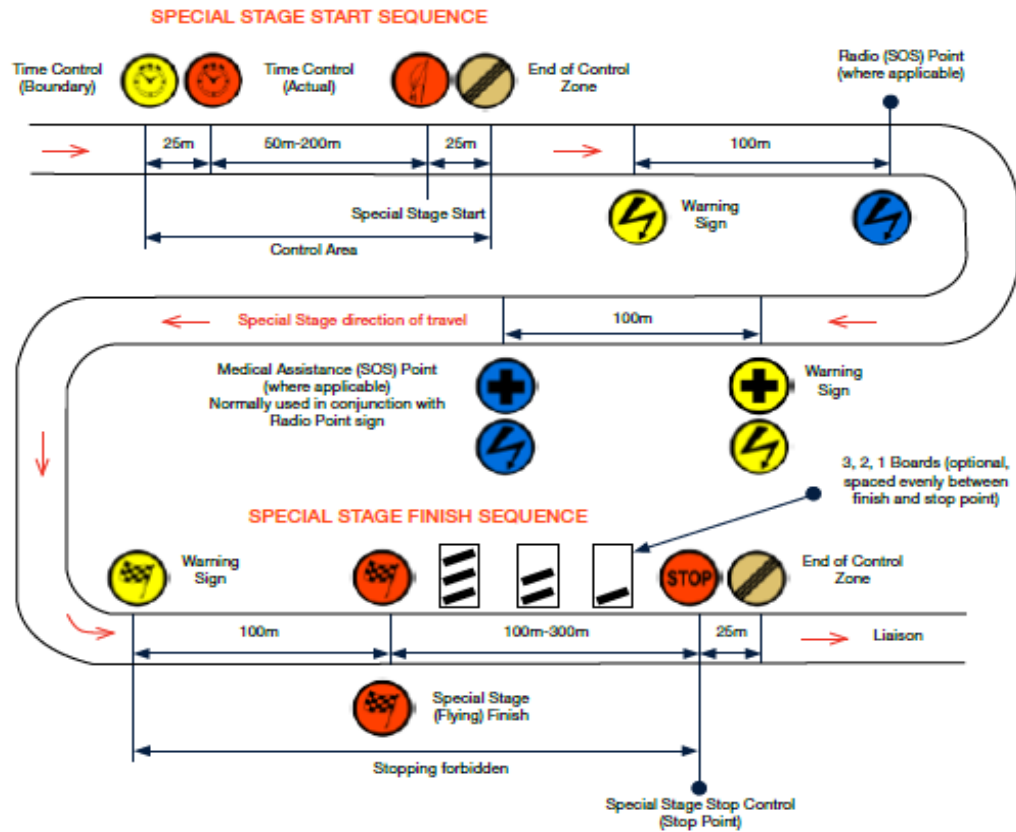 SPECIAL STAGE START SEQUENCE
Time Control
(Boundary)
Time Control
(Actual)
End of Control
Zone
Radio (SOS) Point
(where applicable)
25m
50m-200m
25m
100m
Special Stage Start
Control Area
Warning
Sign
Special Stage direction of travel
100m
Medical Assistance (SOS) Point
(where applicable)
Normally used in conjunction with
Radio Point sign
Warning
Sign
3, 2, 1 Boards (optional,
spaced evenly between
finish and stop point)
SPECIAL STAGE FINISH SEQUENCE
Warning
Sign
STOP
End of Control
Zone
100m
100m-300m
25m
Liaison
Special Stage
(Flying) Finish
Stopping forbidden
Special Stage Stop Control
(Stop Point)